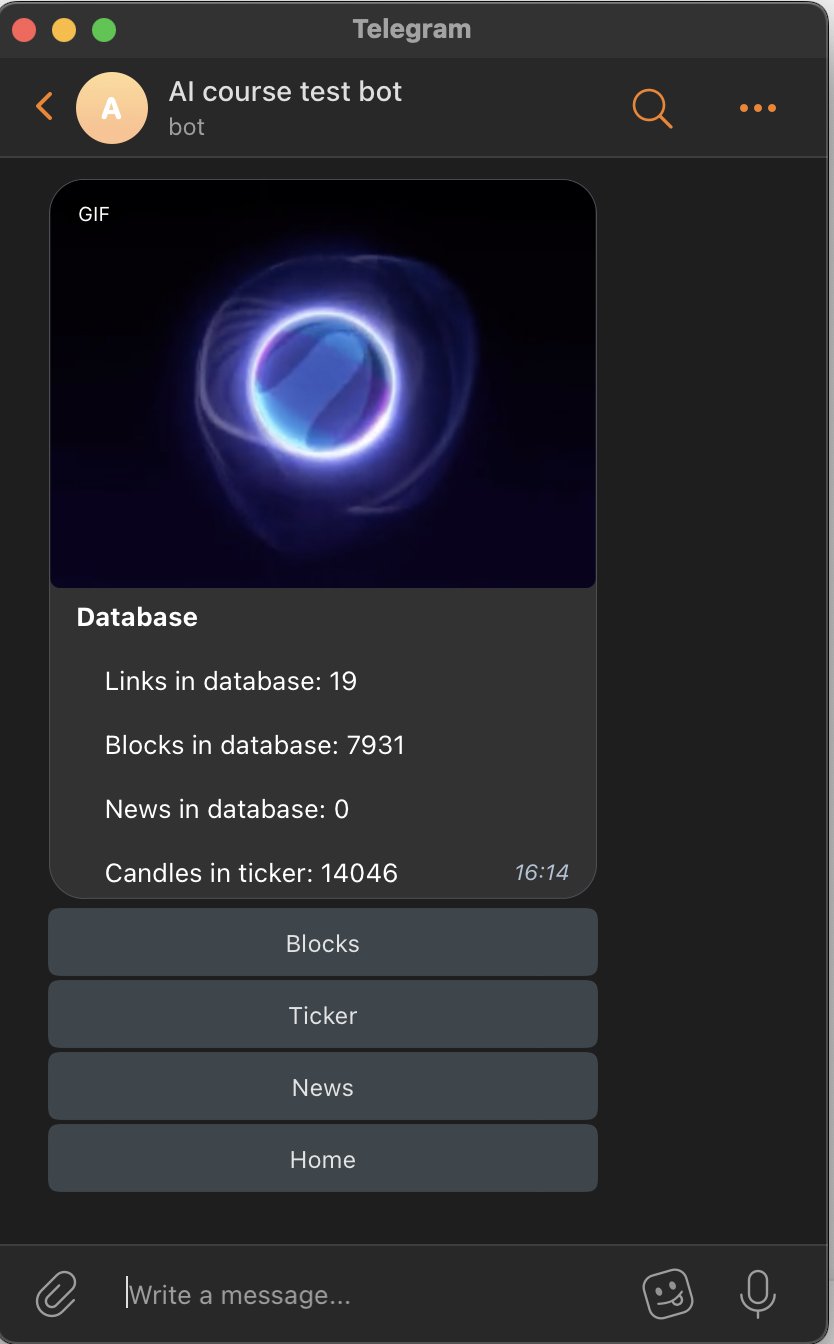 Telegram
A
AI course test bot
bot
GIF
Database
Links in database: 19
Blocks in database: 7931
News in database: 0
Candles in ticker: 14046
16:14
Blocks
Ticker
News
Home
Write a message...